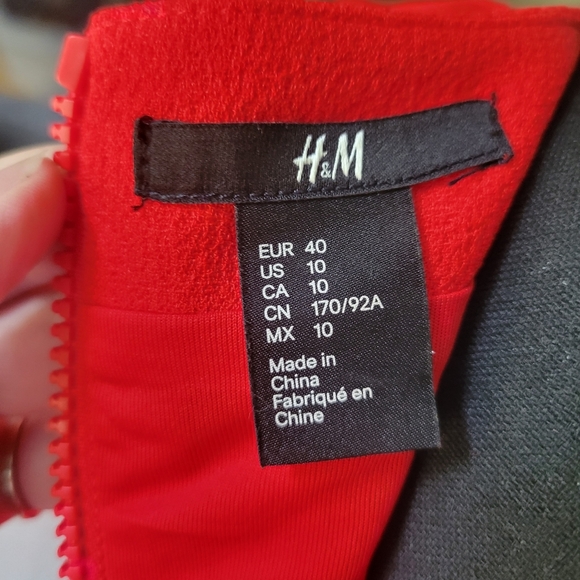 H&M
EUR 40
US 10
CA 10
CN 170/92A
MX 10
Made in
China
Fabriqué en
Chine